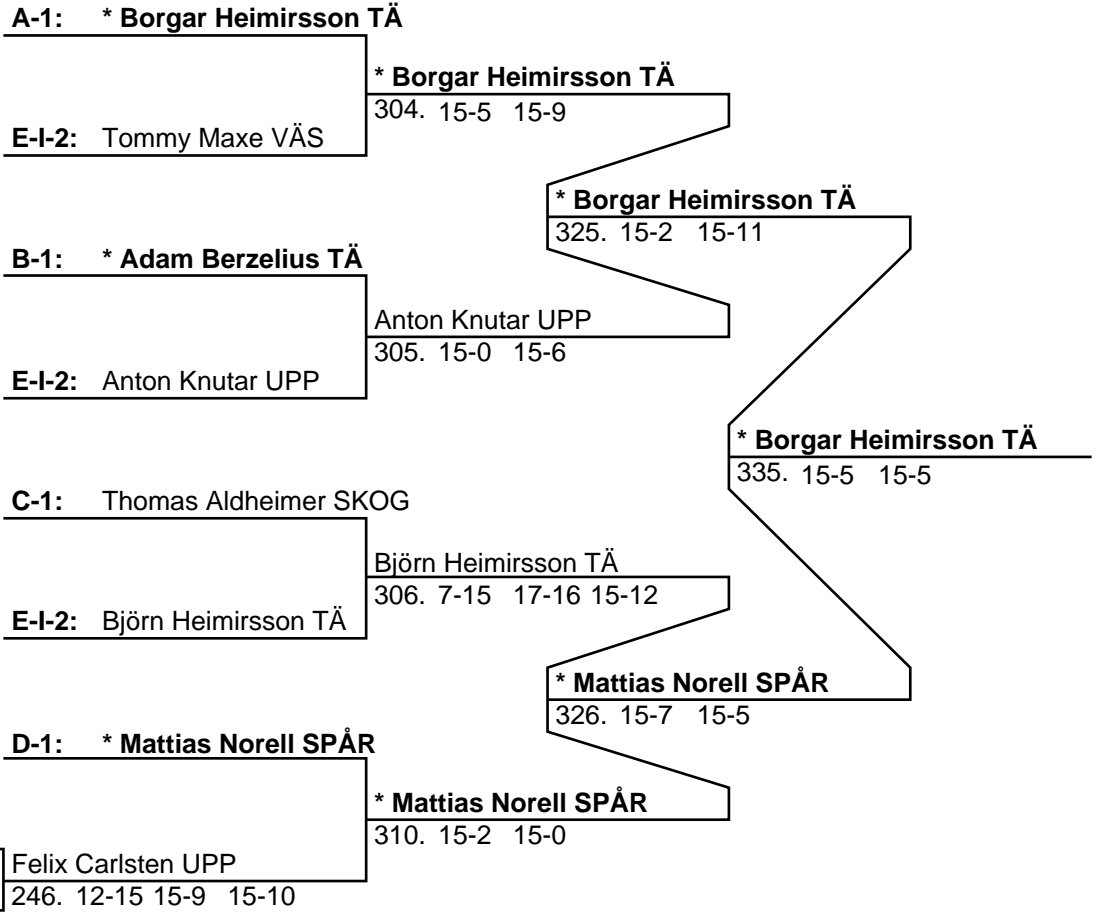 A-1: * Borgar Heimirsson TÄ
* Borgar Heimirsson TÄ
304. 15-5 15-9
E-I-2: Tommy Maxe VÄS
* Borgar Heimirsson TÄ
325. 15-2 15-11
B-1: * Adam Berzelius TÄ
Anton Knutar UPP
305. 15-0 15-6
E-I-2: Anton Knutar UPP
* Borgar Heimirsson TÄ
335. 15-5 15-5
C-1: Thomas Aldheimer SKOG
Björn Heimirsson TÄ
306. 7-15 17-16 15-12
E-I-2: Björn Heimirsson TÄ
* Mattias Norell SPÅR
326. 15-7 15-5
D-1: * Mattias Norell SPÅR
* Mattias Norell SPÅR
310. 15-2 15-0
Felix Carlsten UPP
246. 12-15 15-9 15-10